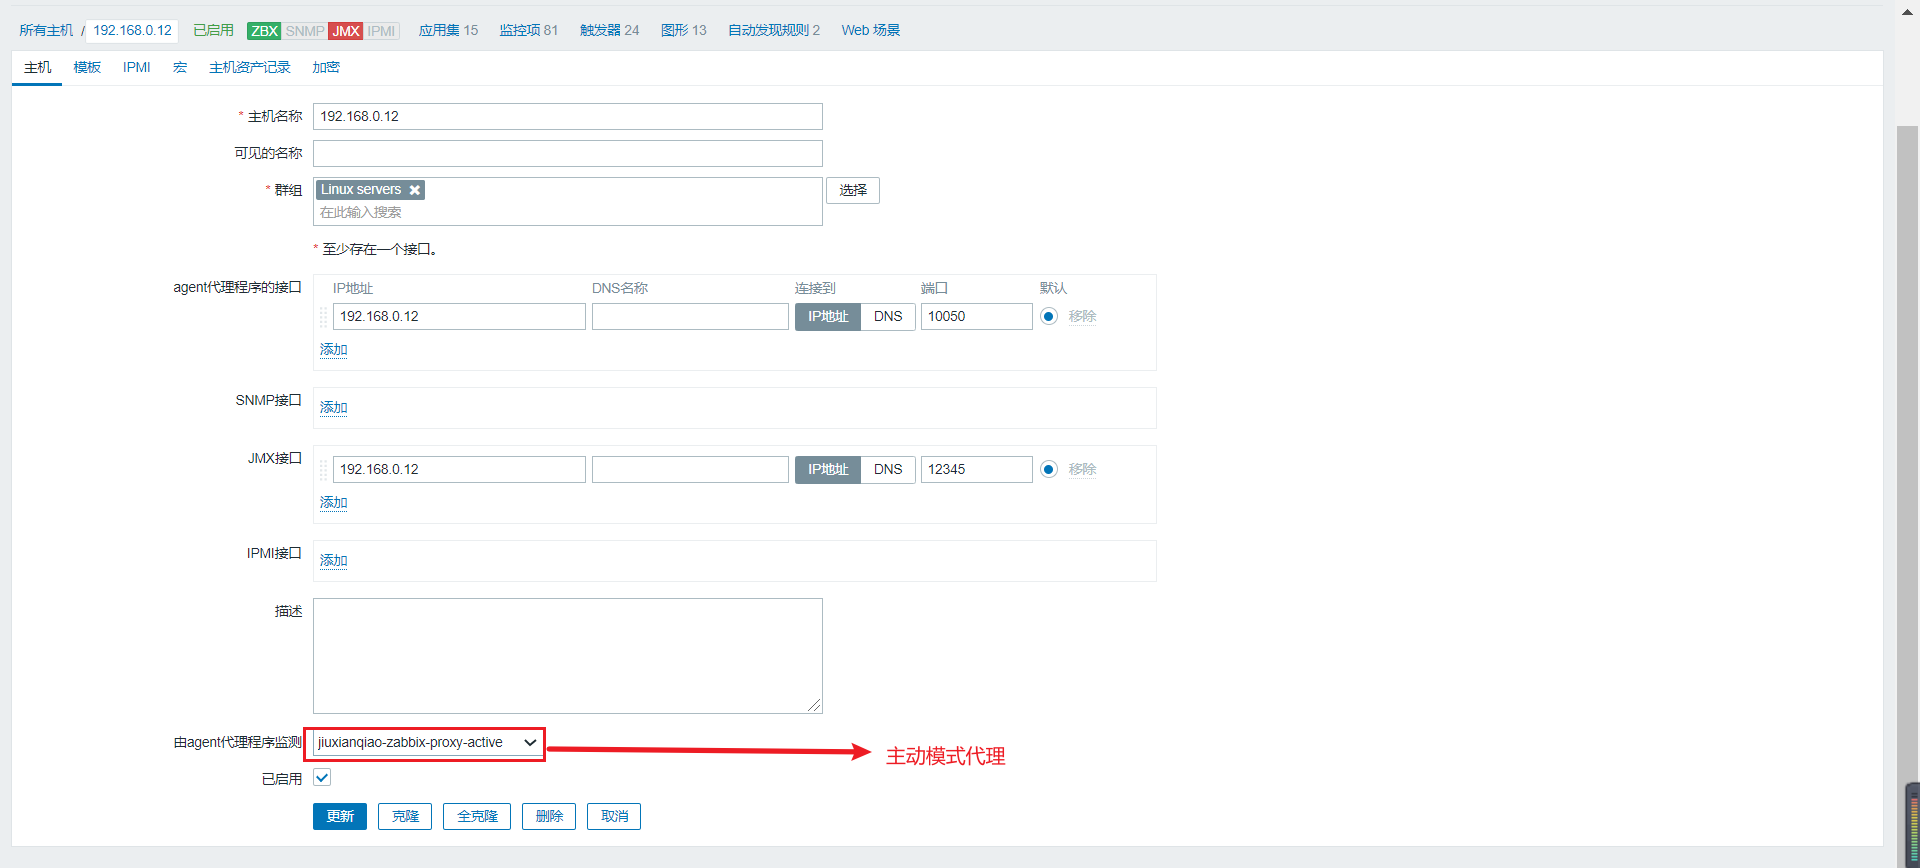 所有主机 / 192.168.0.12 已启用 ZBX SNMP JMX IPMI 应用集 15 监控项 81 触发器 24 图形 13 自动发现规则 2 Web 场景
主机 模板 IPMI 宏 主机资产记录 加密
* 主机名称 192.168.0.12
可见的名称
* 群组 Linux servers 选择
在此输入搜索
* 至少存在一个接口。
agent代理程序的接口 IP地址 DNS名称 连接到 端口 默认
192.168.0.12 IP地址 DNS 10050 移除
添加
SNMP接口 添加
JMX接口 192.168.0.12 IP地址 DNS 12345 移除
添加
IPMI接口 添加
描述
由agent代理程序监测 jiuxianqiao-zabbix-proxy-active 主动模式代理
已启用
更新 克隆 全克隆 删除 取消